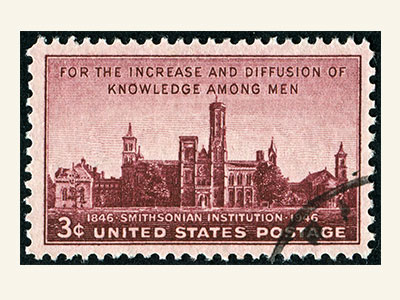 FOR THE INCREASE AND DIFFUSION OF
KNOWLEDGE AMONG MEN
1846 · SMITHSONIAN INSTITUTION · 1946
3¢ UNITED STATES POSTAGE